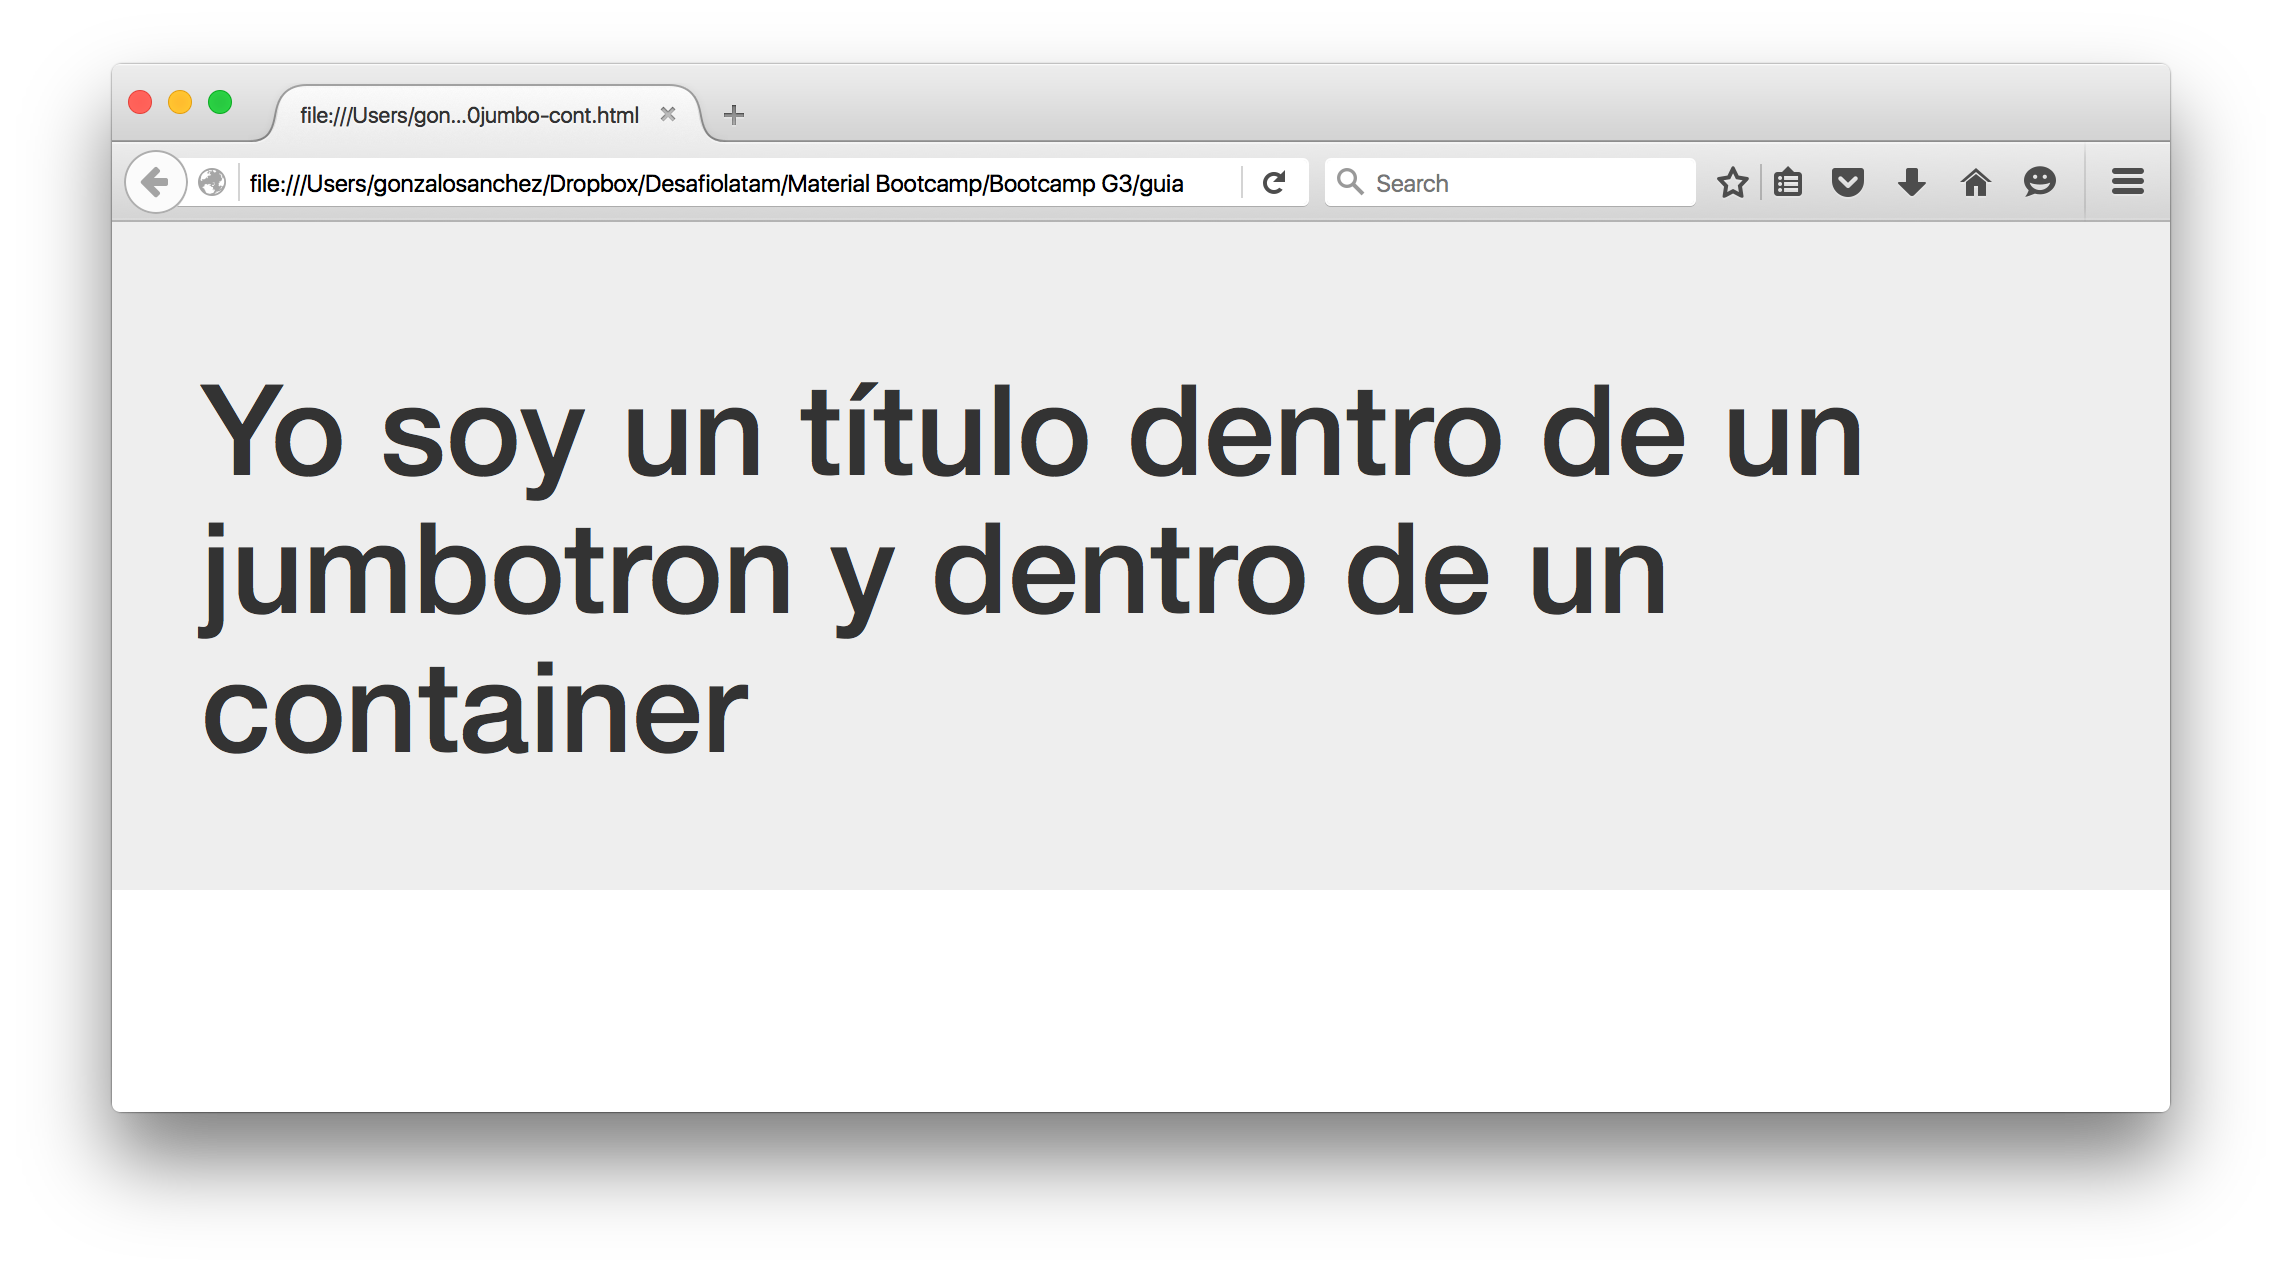 file:///Users/gon...0jumbo-cont.html
file:///Users/gonzalosanchez/Dropbox/Desafiolatam/Material Bootcamp/Bootcamp G3/guia
Search
Yo soy un título dentro de un
jumbotron y dentro de un
container